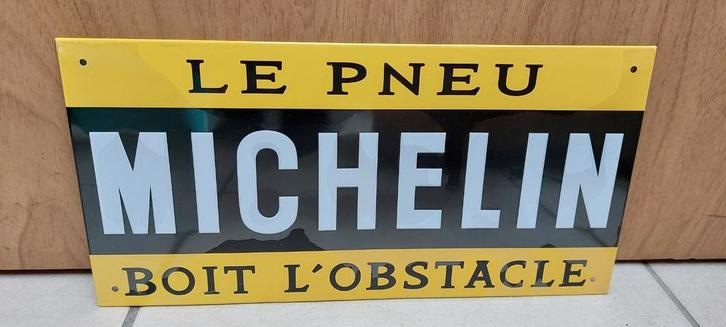 LE PNEU
MICHELIN
BOIT L'OBSTACLE